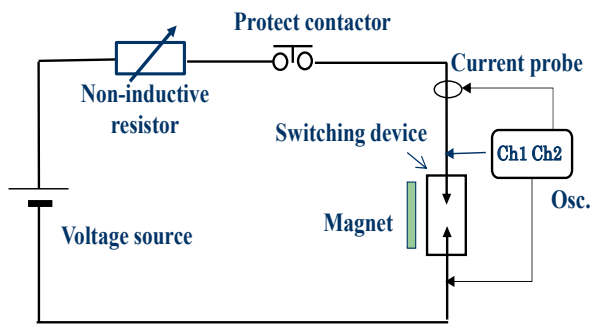 Protect contactor
Non-inductive
resistor
Current probe
Switching device
Ch1 Ch2
Osc.
Magnet
Voltage source